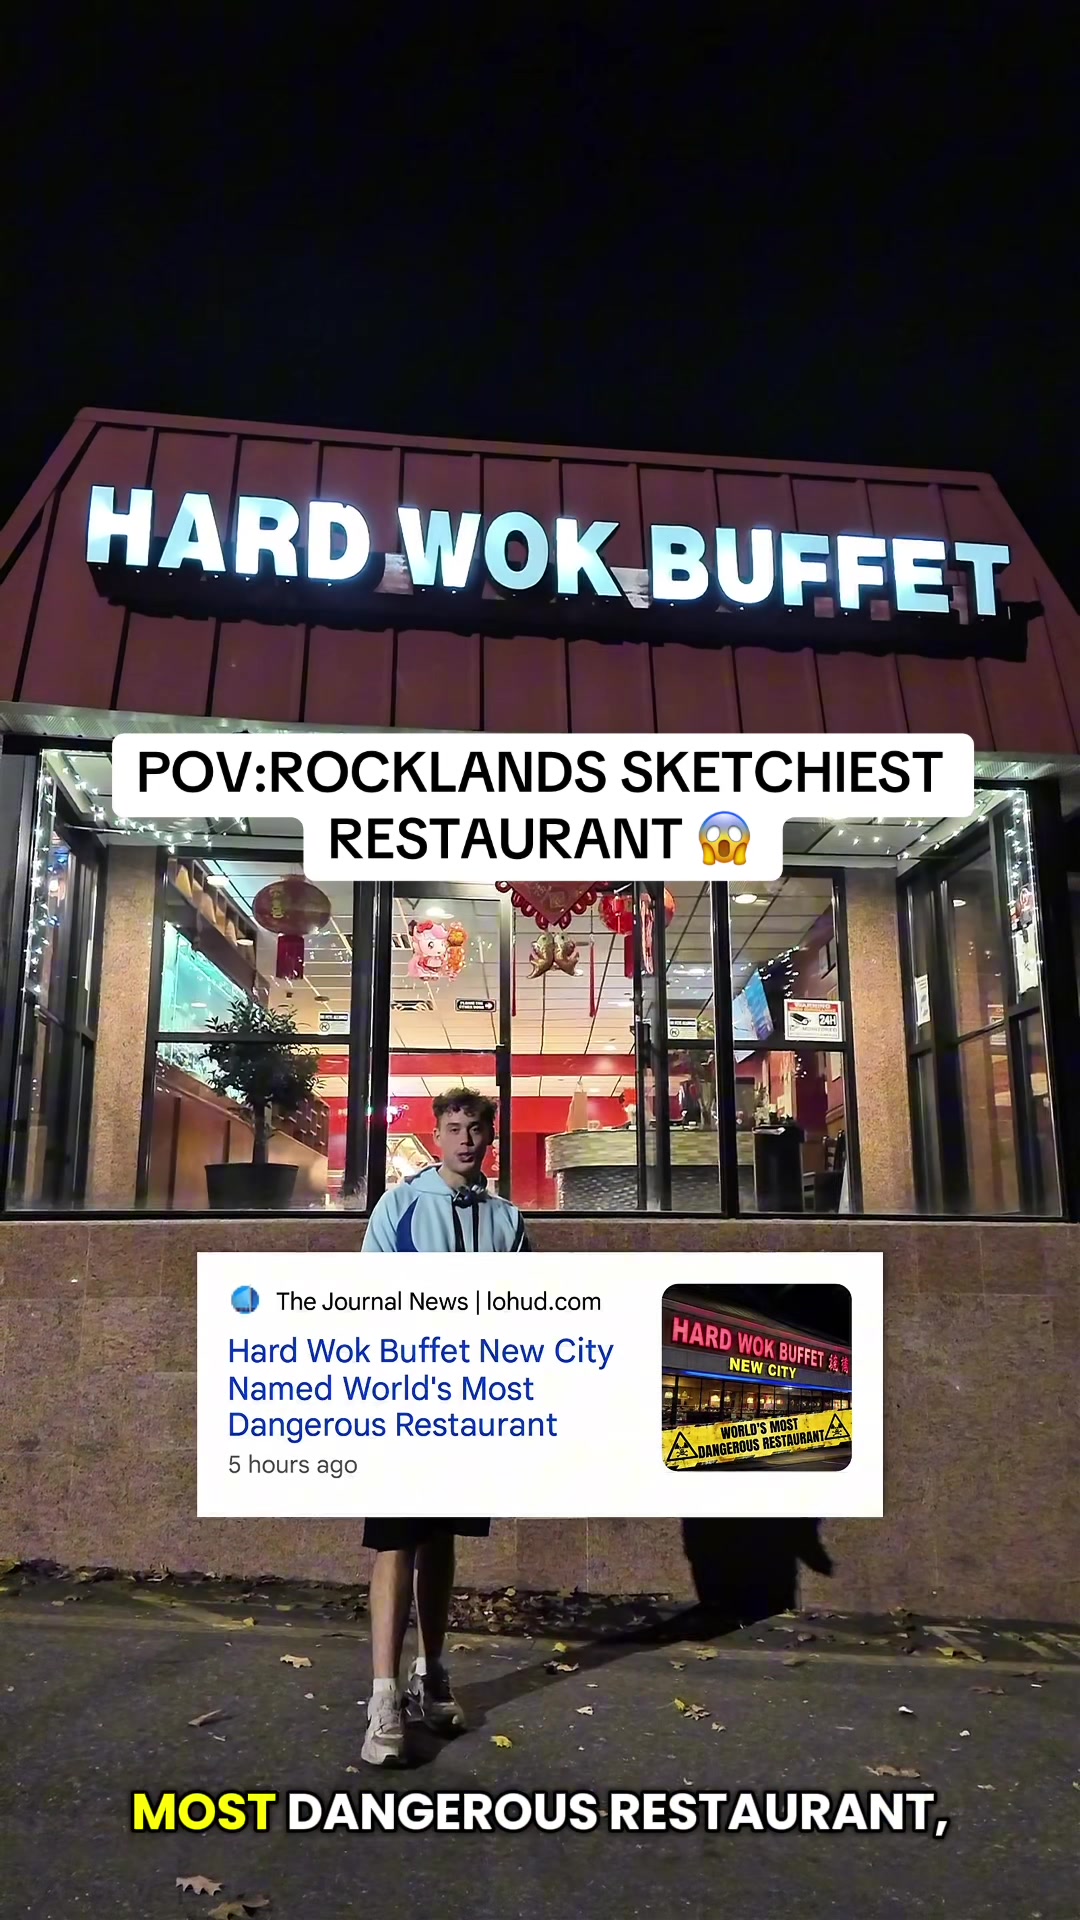 HARD WOK BUFFET
POV:ROCKLANDS SKETCHIEST
RESTAURANT 😱
24H
The Journal News | lohud.com
Hard Wok Buffet New City
Named World's Most
Dangerous Restaurant
5 hours ago
HARD WOK BUFFET
NEW CITY
WORLD'S MOST
DANGEROUS RESTAURANT
MOST DANGEROUS RESTAURANT,